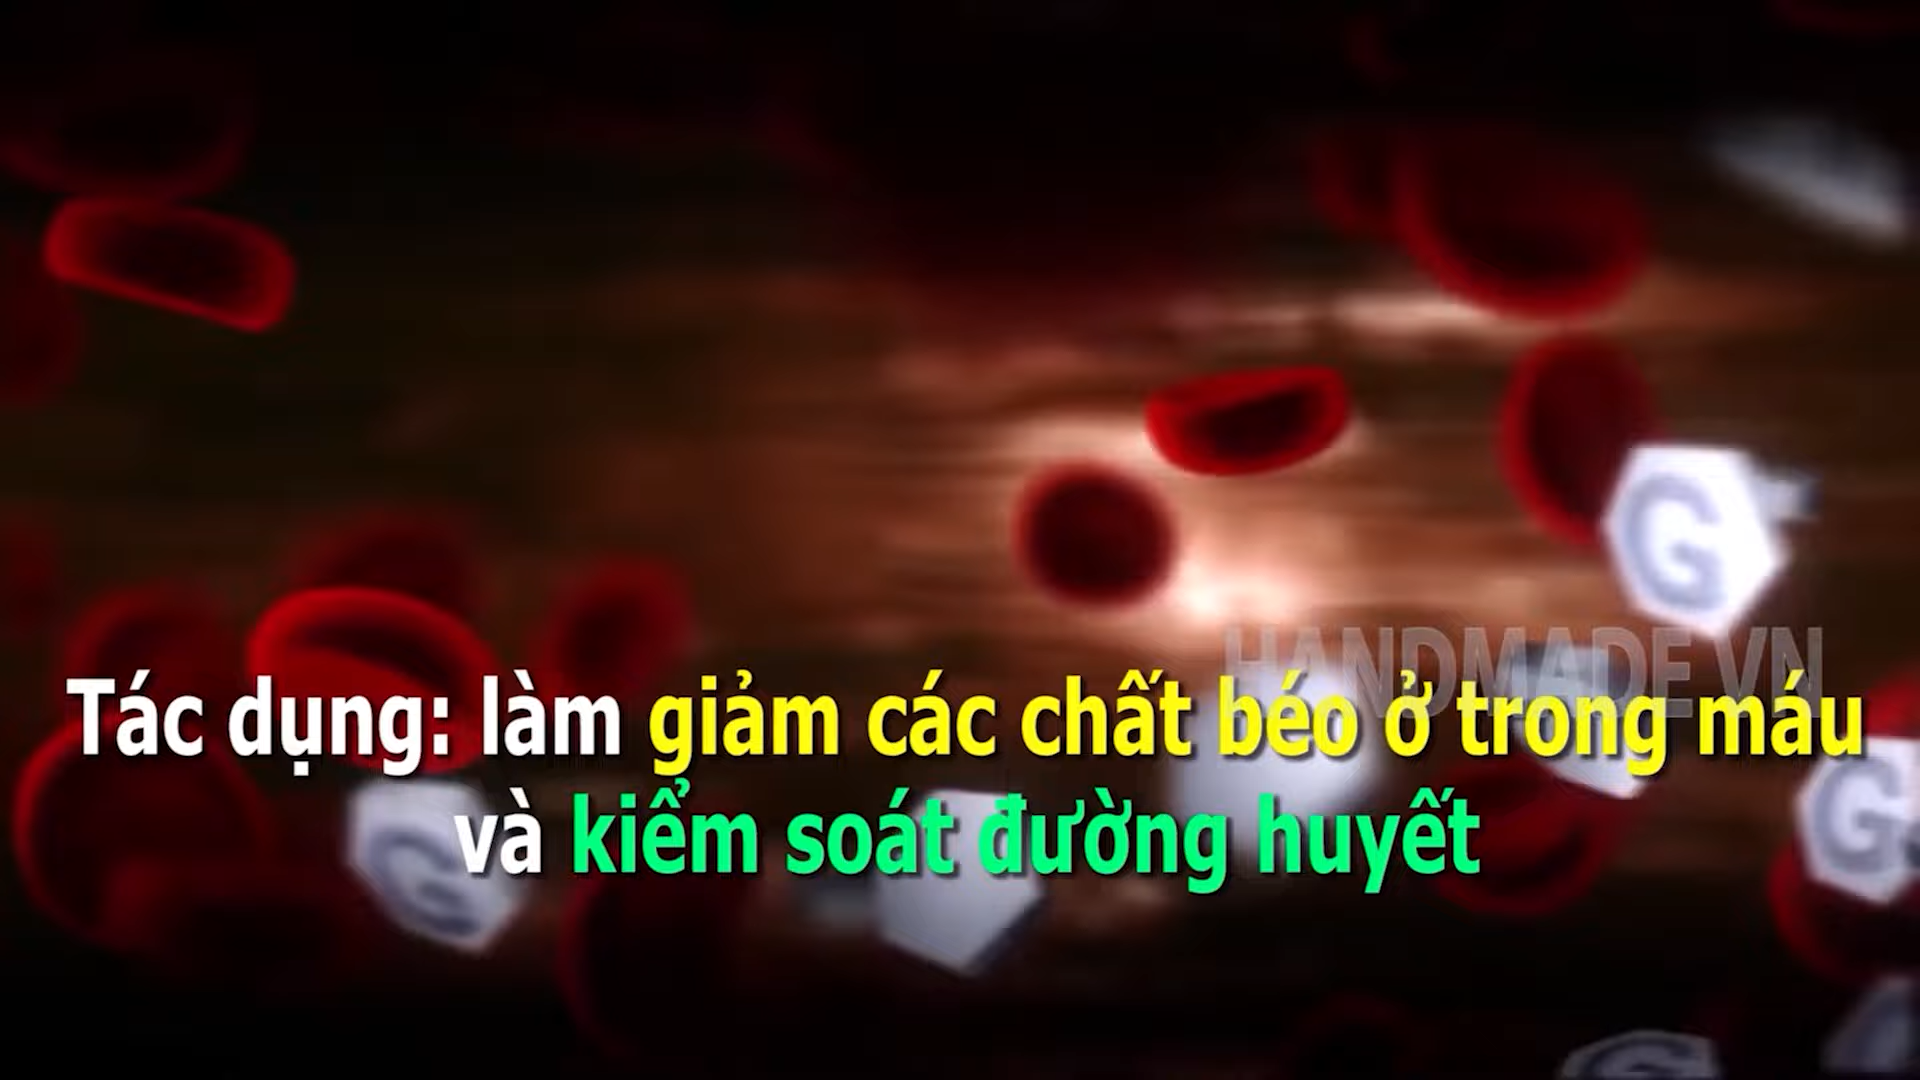 G
HANDMADE.VN
Tác dụng: làm giảm các chất béo ở trong máu
và kiểm soát đường huyết
G
G
G